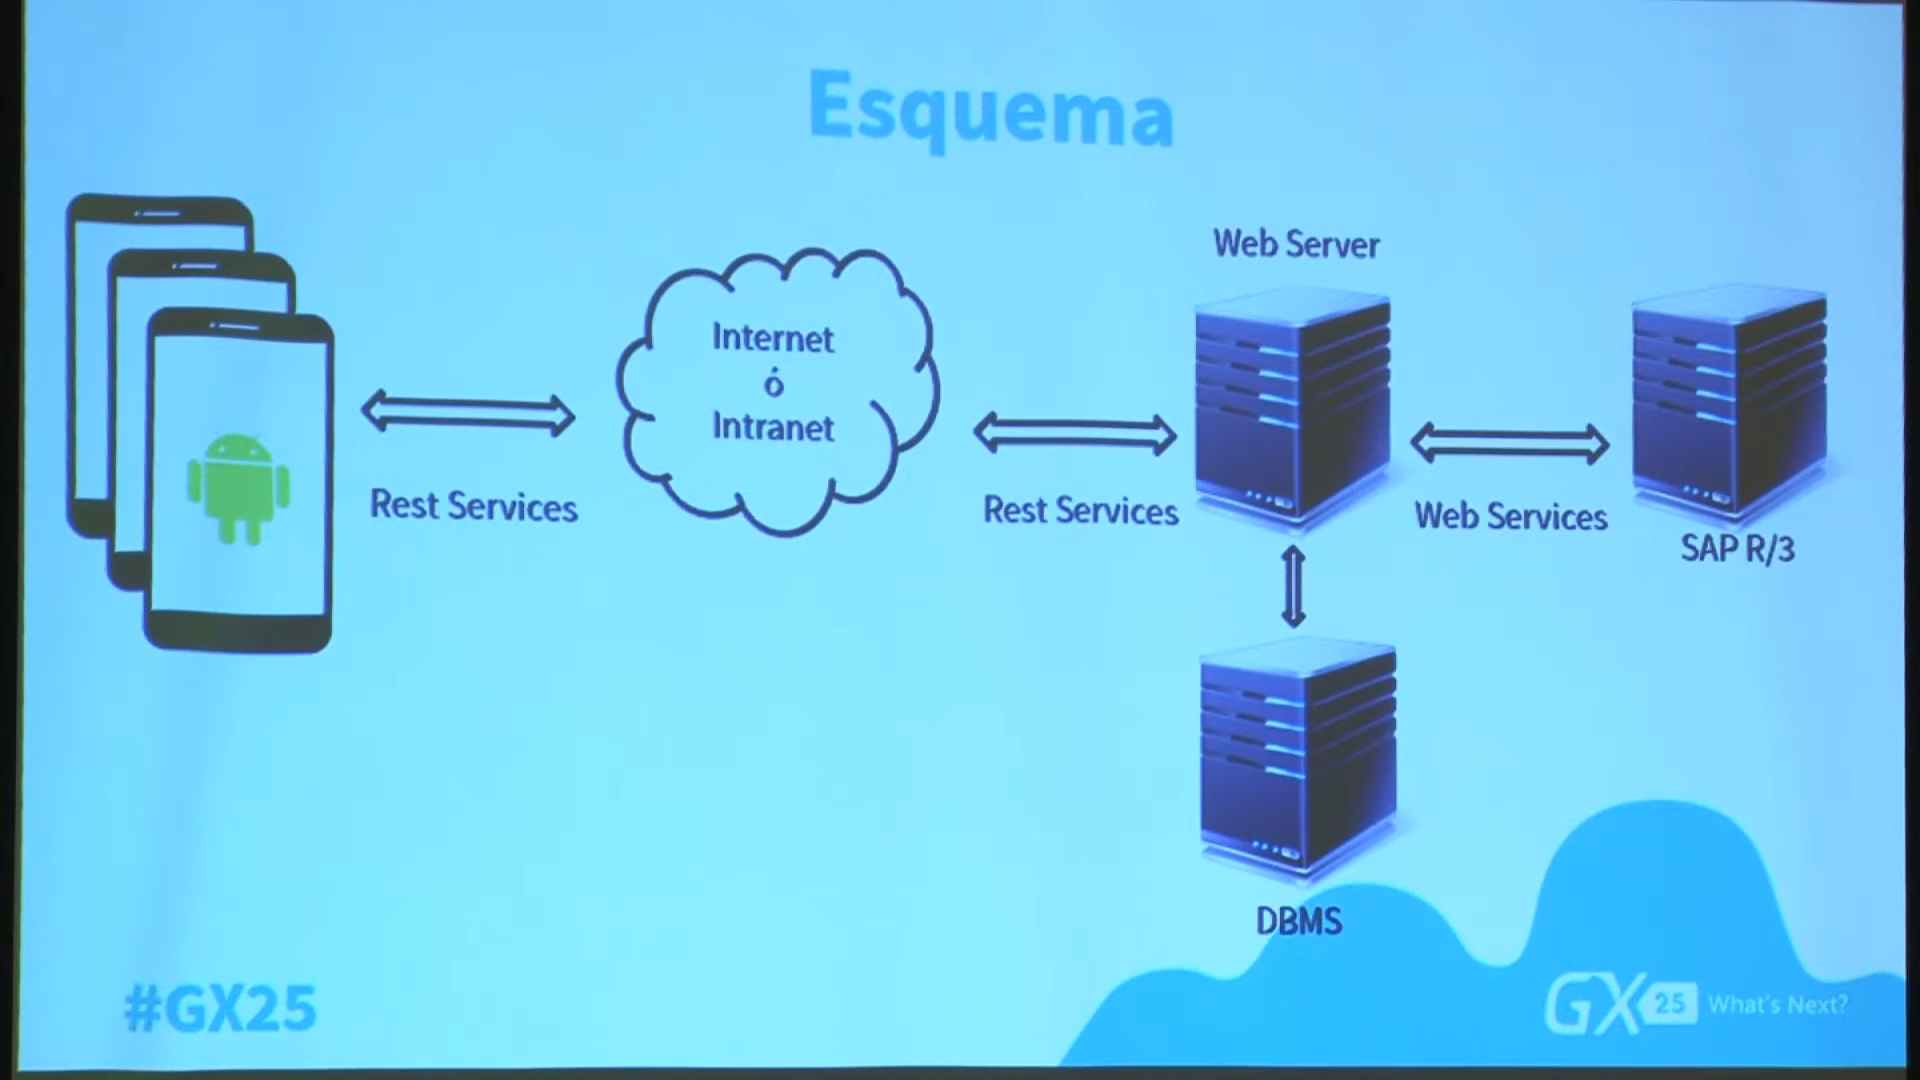 Esquema
Web Server
Internet
ó
Intranet
Rest Services
Rest Services
Web Services
SAP R/3
DBMS
#GX25
GX 25 What's Next?